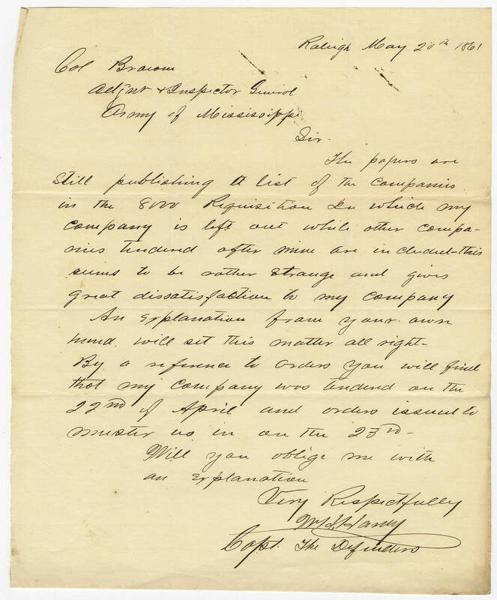 Raleigh May 20th 1861
Col
Adjut & Inspector General
Army of Mississippi
Sir
The papers are
still publishing a list of the companies
in the 8000 Requisition In which my
company is left out while other compa-
nies tendered after mine are included this
seems to be rather strange and gives
great dissatisfaction to my company
An explanation from your own
hand will set this matter all right-
By a reference to orders you will find
that my company was tendered on the
22nd of April and orders issued to
muster us in on the 23rd-
Will you oblige me with
an explanation
Very Respectfully
Capt. The Defenders